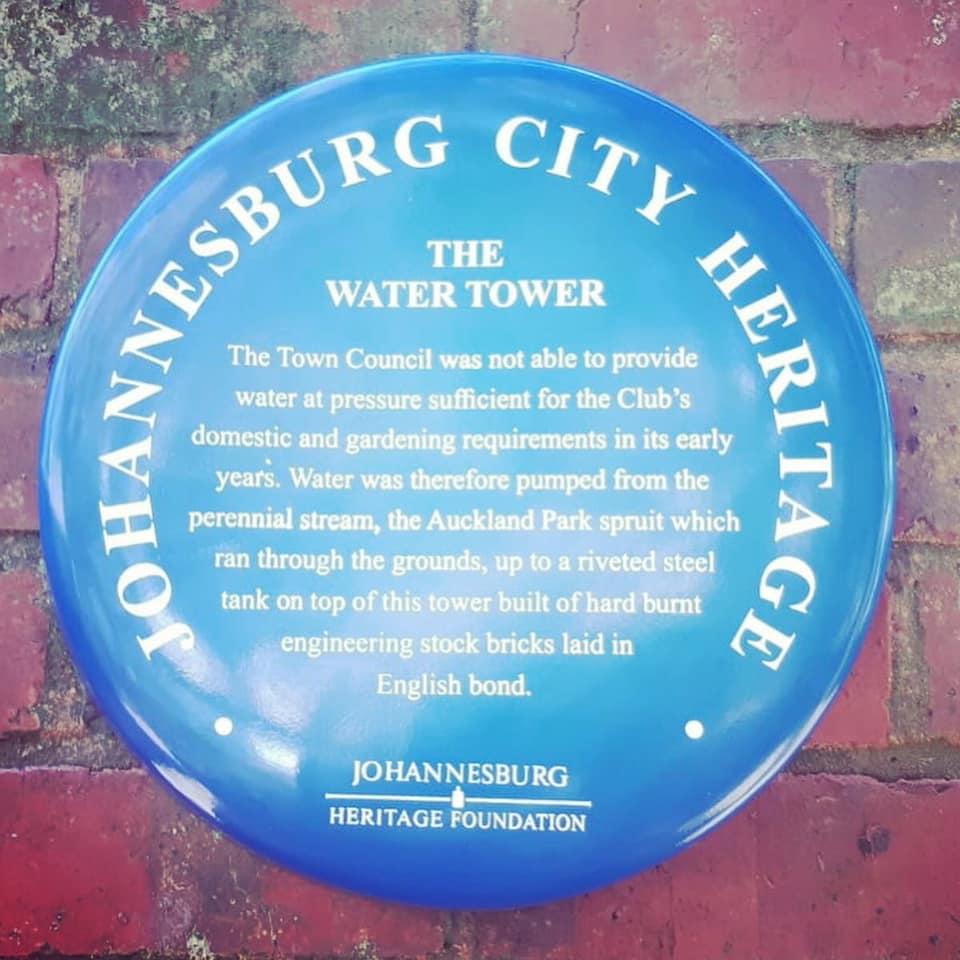 JOHANNESBURG CITY HERITAGE
THE
WATER TOWER
The Town Council was not able to provide
water at pressure sufficient for the Club's
domestic and gardening requirements in its early
years. Water was therefore pumped from the
perennial stream, the Auckland Park spruit which
ran through the grounds, up to a riveted steel
tank on top of this tower built of hard burnt
engineering stock bricks laid in
English bond.
JOHANNESBURG
HERITAGE FOUNDATION